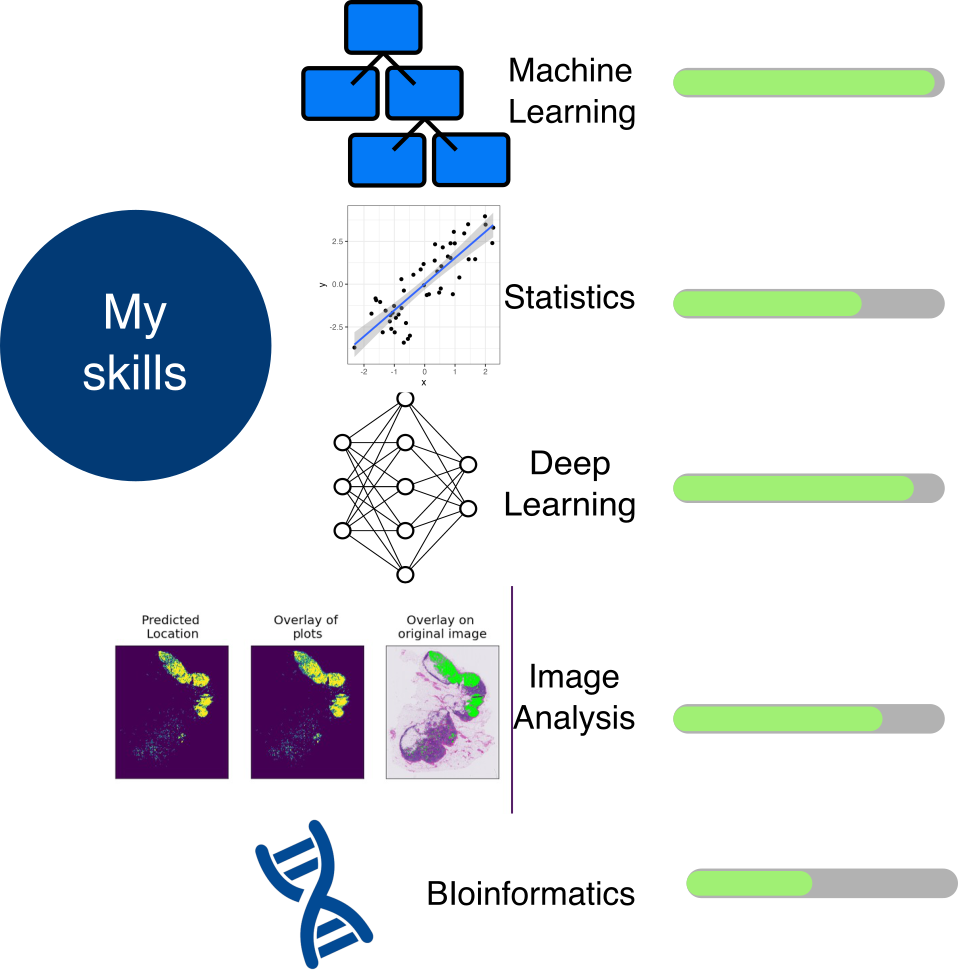 My
skills
Machine
Learning
2.5
0.0
-2.5
y
-2
-1
0
1
2
x
Statistics
Deep
Learning
Predicted
Location
Overlay of
plots
Overlay on
original image
Image
Analysis
BIoinformatics